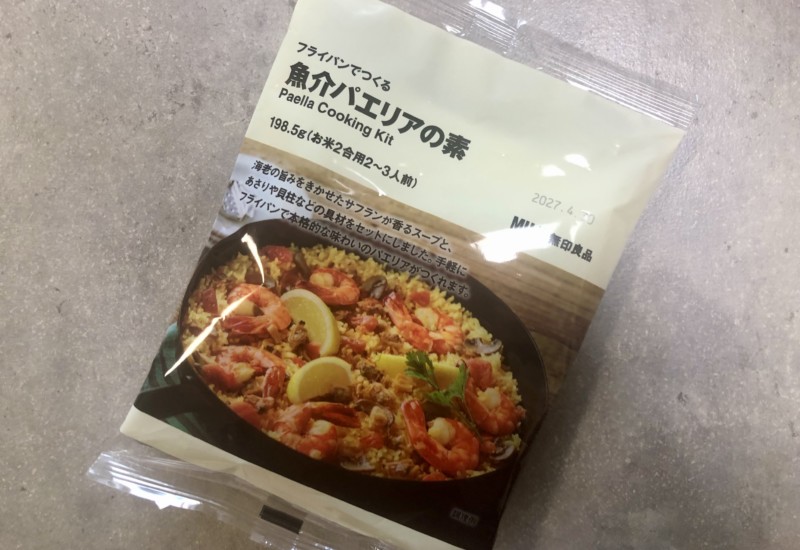 フライパンでつくる
魚介パエリアの素
Paella Cooking Kit
198.5g(お米2合用2〜3人前)
海老の旨みをきかせたサフランが香るスープと、
あさりや貝柱などの具材をセットにしました。手軽に
フライパンで本格的な味わいのパエリアがつくれます。
2027.4.
無印良品